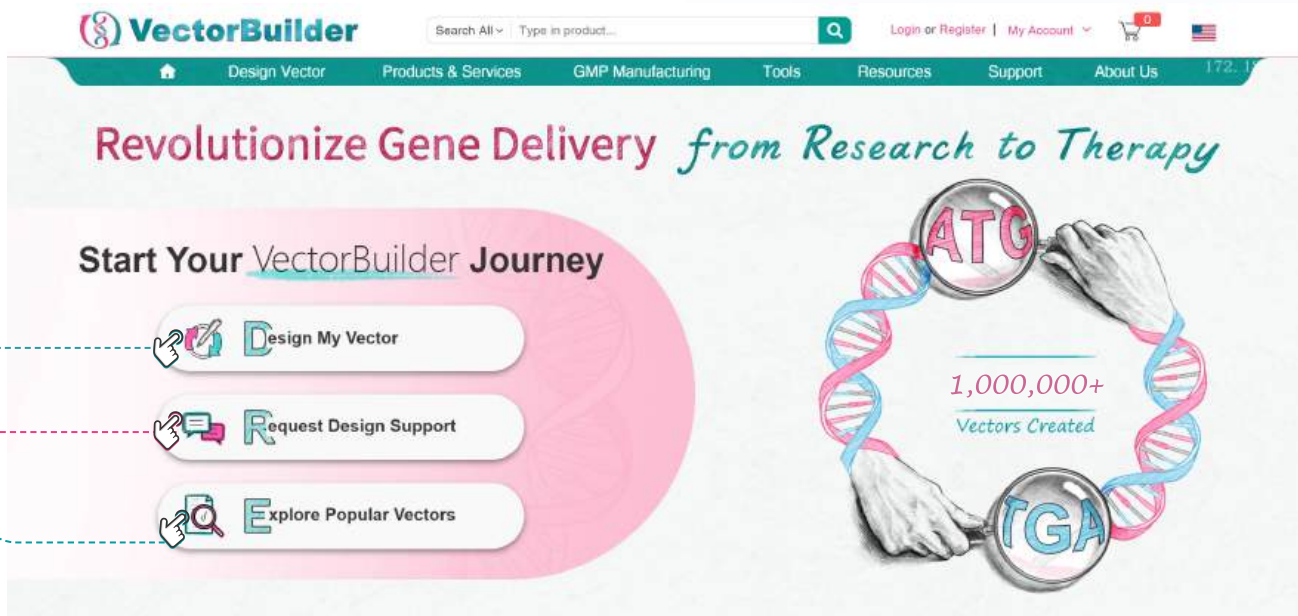 VectorBuilder
Search All
Type in product...
Login or Register | My Account
0
Design Vector
Products & Services
GMP Manufacturing
Tools
Resources
Support
About Us
Revolutionize Gene Delivery from Research to Therapy
Start Your VectorBuilder Journey
Design My Vector
Request Design Support
Explore Popular Vectors
ATG
1,000,000+
Vectors Created
TGA